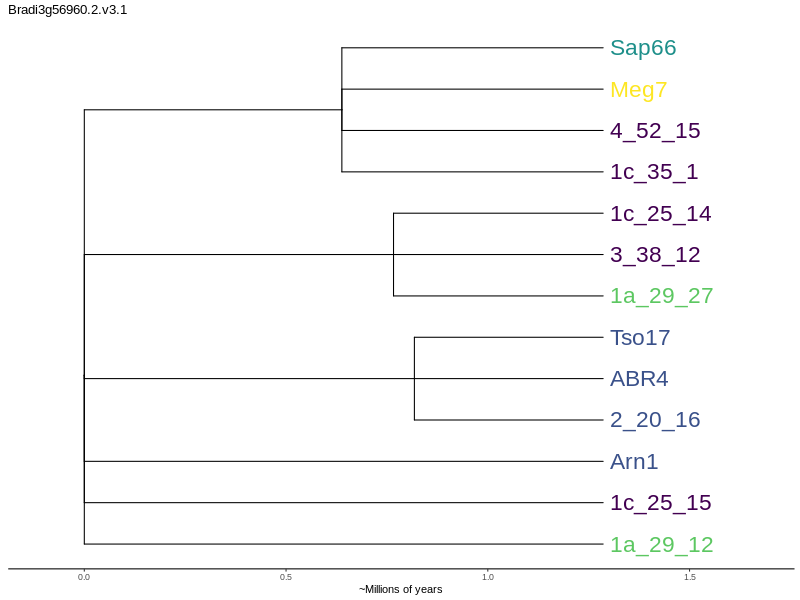 Bradi3g56960.2.v3.1
Sap66
Meg7
4_52_15
1c_35_1
1c_25_14
3_38_12
1a_29_27
Tso17
ABR4
2_20_16
Arn1
1c_25_15
1a_29_12
0.0 0.5 1.0 1.5
~Millions of years